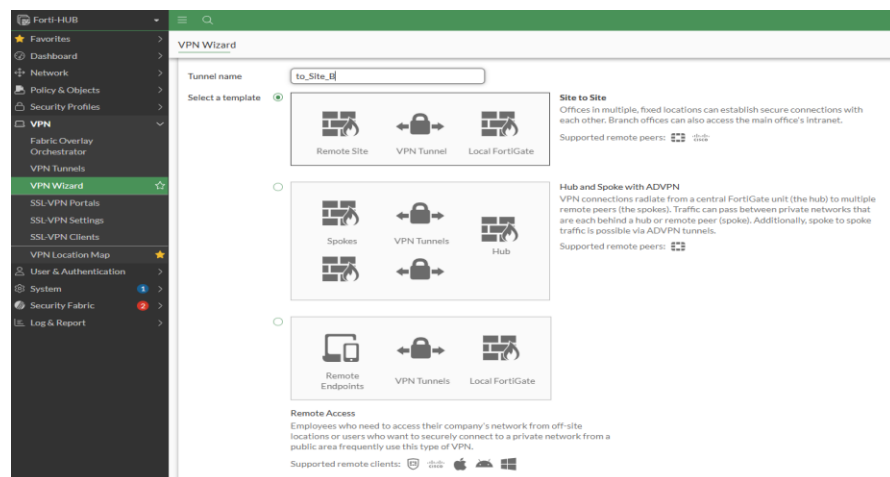 Forti-HUB
Favorites
Dashboard
Network
Policy & Objects
Security Profiles
VPN
Fabric Overlay
Orchestrator
VPN Tunnels
VPN Wizard
SSL-VPN Portals
SSL-VPN Settings
SSL-VPN Clients
VPN Location Map
User & Authentication
System 1
Security Fabric 2
Log & Report
VPN Wizard
Tunnel name to_Site_B
Select a template
Remote Site VPN Tunnel Local FortiGate
Site to Site
Offices in multiple, fixed locations can establish secure connections with
each other. Branch offices can also access the main office's intranet.
Supported remote peers:
Spokes VPN Tunnels Hub
Hub and Spoke with ADVPN
VPN connections radiate from a central FortiGate unit (the hub) to multiple
remote peers (the spokes). Traffic can pass between private networks that
are each behind a hub or remote peer (spoke). Additionally, spoke to spoke
traffic is possible via ADVPN tunnels.
Supported remote peers:
Remote
Endpoints VPN Tunnels Local FortiGate
Remote Access
Employees who need to access their company's network from off-site
locations or users who want to securely connect to a private network from a
public area frequently use this type of VPN.
Supported remote clients: